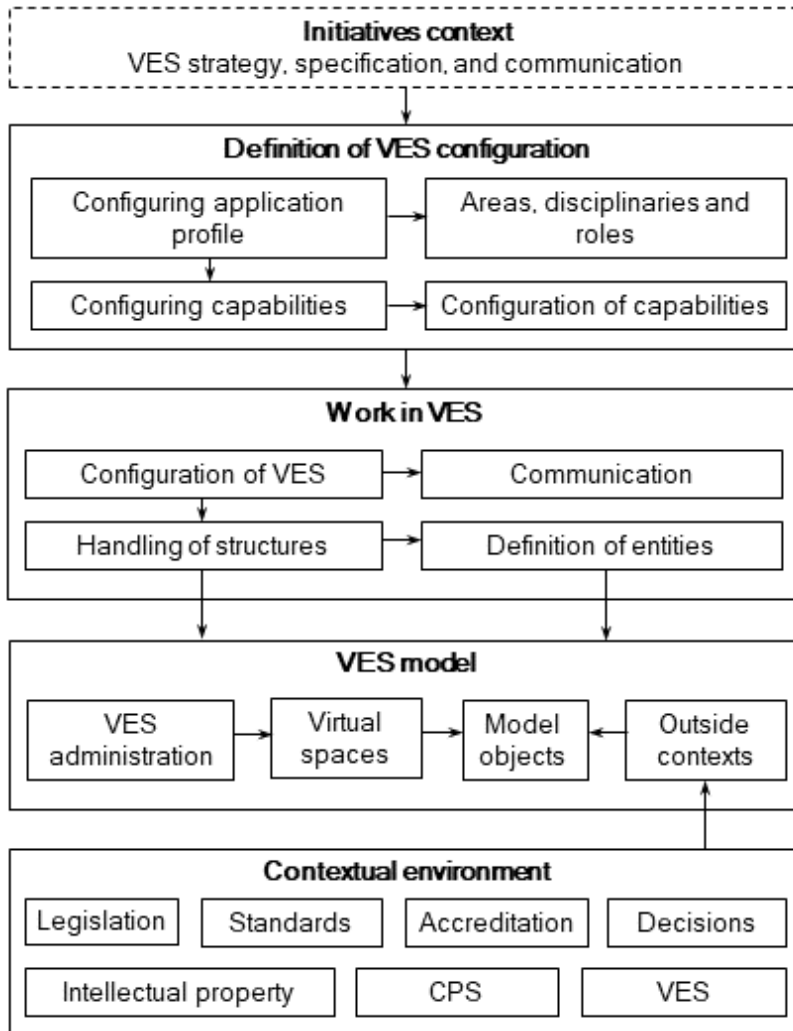 Initiatives context
VES strategy, specification, and communication
Definition of VES configuration
Configuring application
profile
Areas, disciplinaries and
roles
Configuring capabilities
Configuration of capabilities
Work in VES
Configuration of VES
Communication
Handling of structures
Definition of entities
VES model
VES
administration
Virtual
spaces
Model
objects
Outside
contexts
Contextual environment
Legislation
Standards
Accreditation
Decisions
Intellectual property
CPS
VES